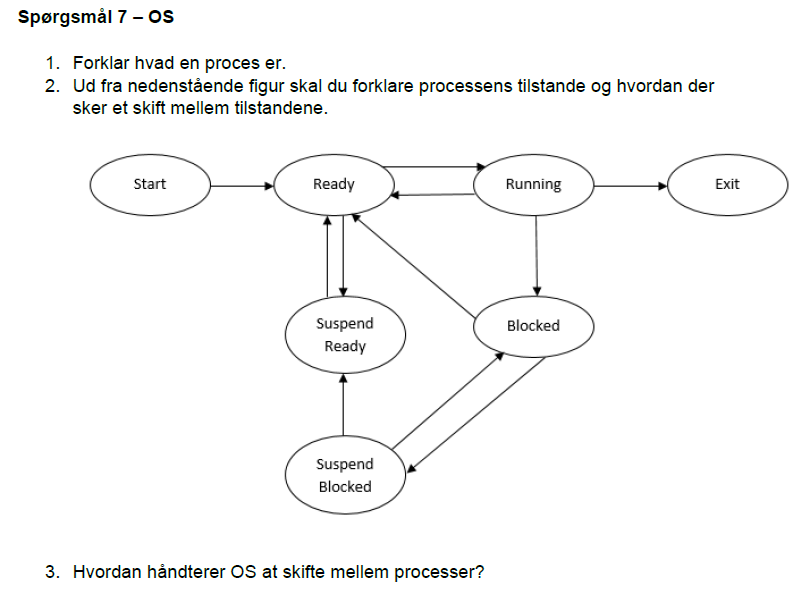 Spørgsmål 7 – OS
1. Forklar hvad en proces er.
2. Ud fra nedenstående figur skal du forklare processens tilstande og hvordan der
sker et skift mellem tilstandene.
Start
Ready
Running
Exit
Suspend
Ready
Blocked
Suspend
Blocked
3. Hvordan håndterer OS at skifte mellem processer?